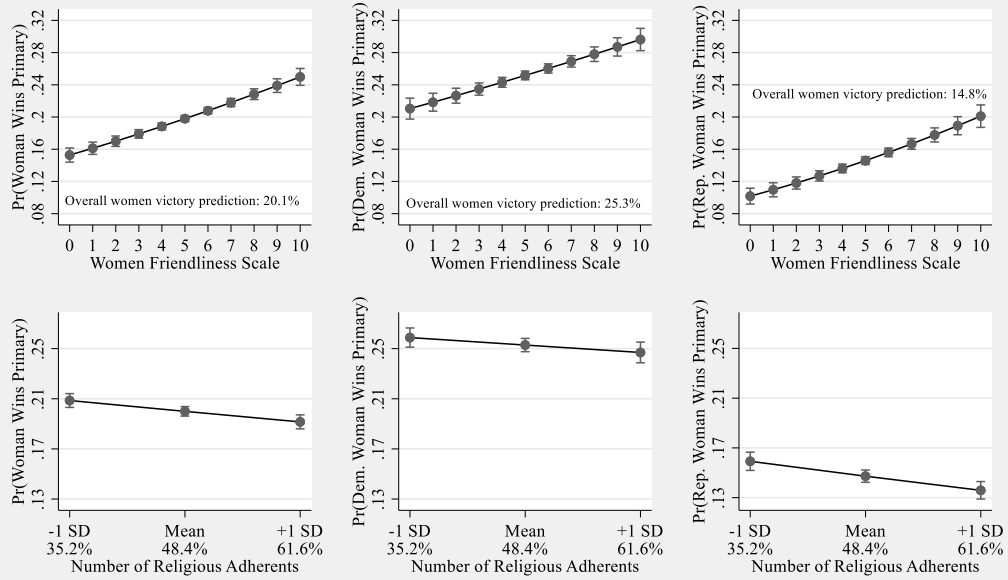 Pr(Woman Wins Primary)
.32
.28
.24
.2
.16
.12
.08
Overall women victory prediction: 20.1%
0 1 2 3 4 5 6 7 8 9 10
Women Friendliness Scale
Pr(Dem. Woman Wins Primary)
.32
.28
.24
.2
.16
.12
.08
Overall women victory prediction: 25.3%
0 1 2 3 4 5 6 7 8 9 10
Women Friendliness Scale
Pr(Rep. Woman Wins Primary)
.32
.28
.24
.2
.16
.12
.08
Overall women victory prediction: 14.8%
0 1 2 3 4 5 6 7 8 9 10
Women Friendliness Scale
Pr(Woman Wins Primary)
.25
.21
.17
.13
-1 SD Mean +1 SD
35.2% 48.4% 61.6%
Number of Religious Adherents
Pr(Dem. Woman Wins Primary)
.25
.21
.17
.13
-1 SD Mean +1 SD
35.2% 48.4% 61.6%
Number of Religious Adherents
Pr(Rep. Woman Wins Primary)
.25
.21
.17
.13
-1 SD Mean +1 SD
35.2% 48.4% 61.6%
Number of Religious Adherents